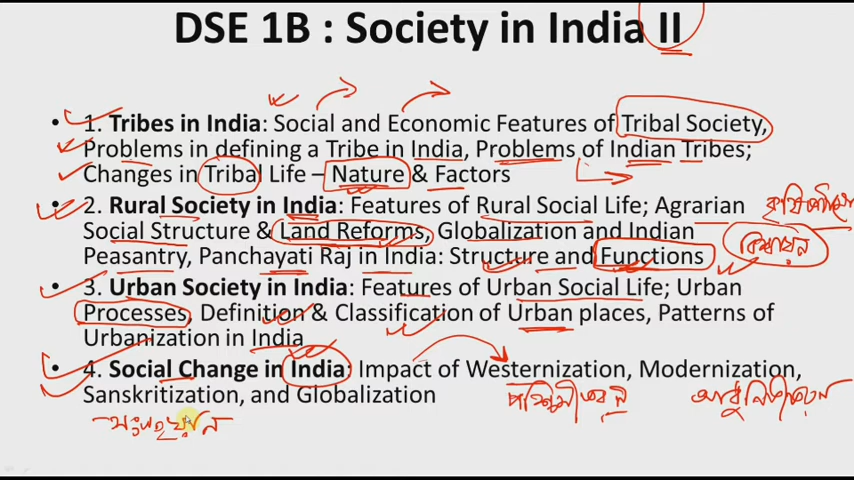 DSE 1B : Society in India II
• 1. Tribes in India: Social and Economic Features of Tribal Society,
Problems in defining a Tribe in India, Problems of Indian Tribes;
Changes in Tribal Life – Nature & Factors
• 2. Rural Society in India: Features of Rural Social Life; Agrarian
Social Structure & Land Reforms, Globalization and Indian
বিশ্বায়ন
Peasantry, Panchayati Raj in India: Structure and Functions
• 3. Urban Society in India: Features of Urban Social Life; Urban
Processes, Definition & Classification of Urban places, Patterns of
Urbanization in India
• 4. Social Change in India: Impact of Westernization, Modernization,
Sanskritization, and Globalization